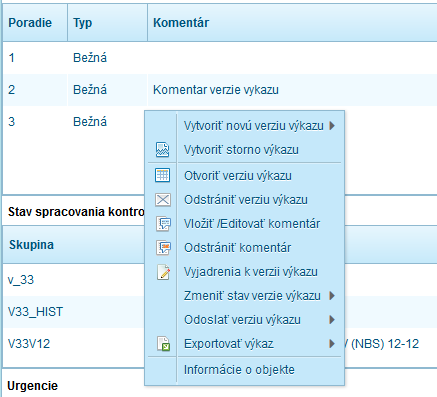 Poradie Typ Komentár
1 Bežná
2 Bežná Komentar verzie vykazu
3 Bežná
Vytvoriť novú verziu výkazu
Vytvoriť storno výkazu
Otvoriť verziu výkazu
Odstrániť verziu výkazu
Vložiť /Editovať komentár
Odstrániť komentár
Vyjadrenia k verzii výkazu
Zmeniť stav verzie výkazu
Odoslať verziu výkazu
Exportovať výkaz
Informácie o objekte
Stav spracovania kontro
Skupina
v_33
V33_HIST
V33V12 (NBS) 12-12
Urgencie